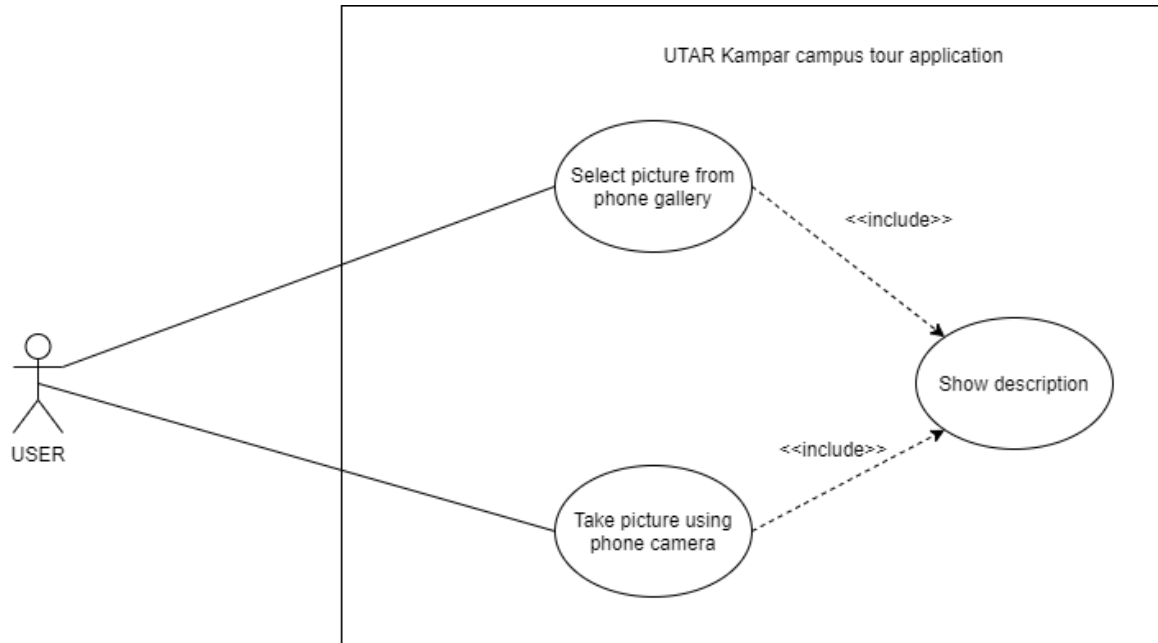 UTAR Kampar campus tour application
Select picture from
phone gallery
<<include>>
Show description
USER
<<include>>
Take picture using
phone camera